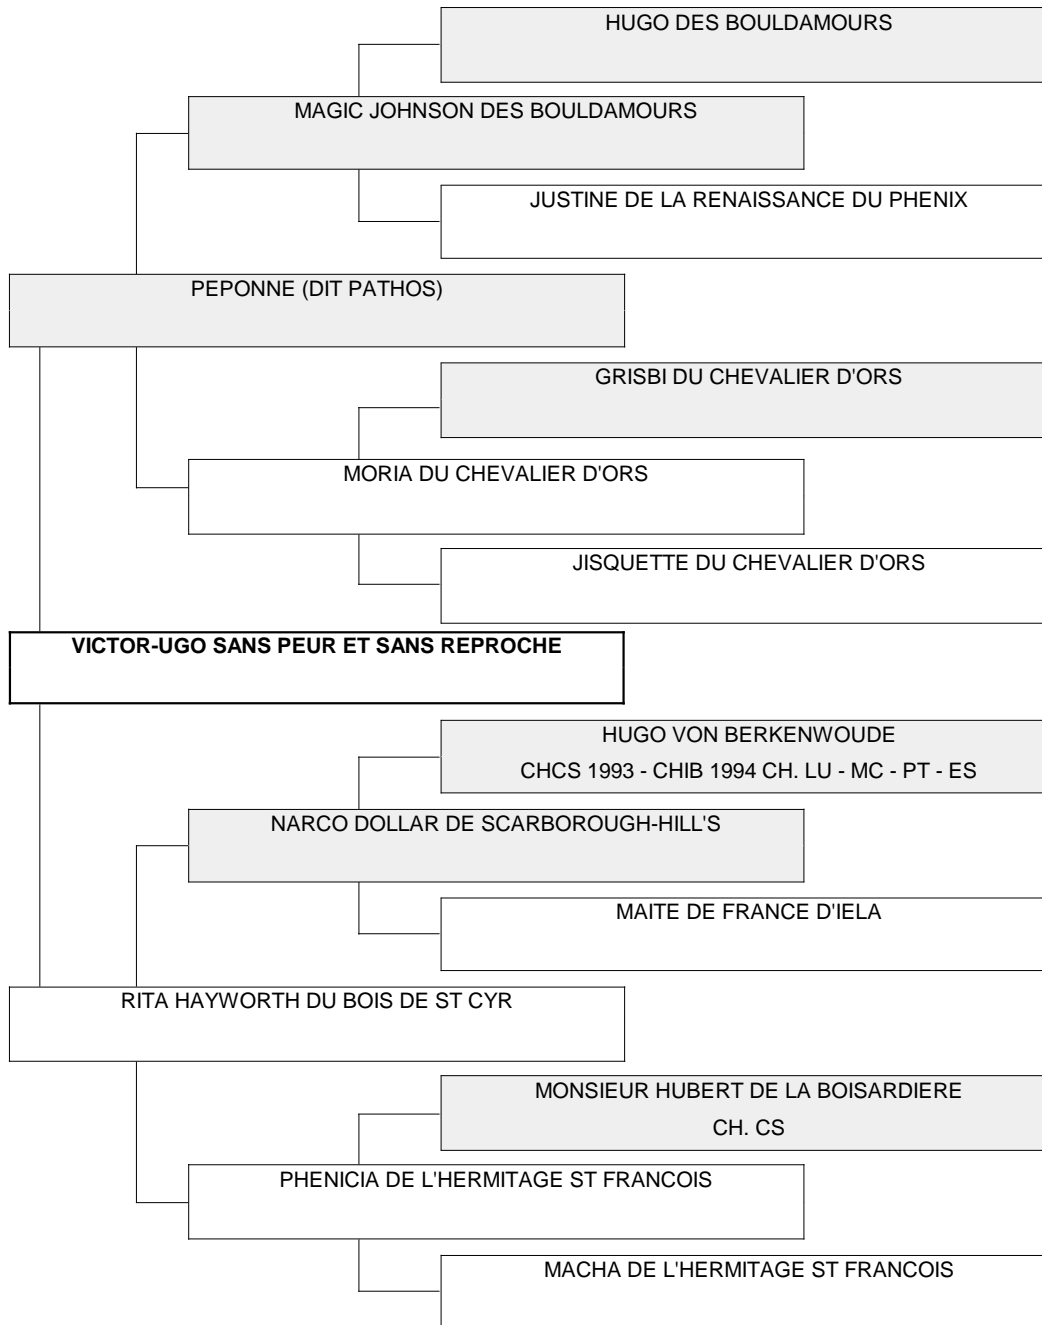 HUGO DES BOULDAMOURS
MAGIC JOHNSON DES BOULDAMOURS
JUSTINE DE LA RENAISSANCE DU PHENIX
PEPONNE (DIT PATHOS)
GRISBI DU CHEVALIER D'ORS
MORIA DU CHEVALIER D'ORS
JISQUETTE DU CHEVALIER D'ORS
VICTOR-UGO SANS PEUR ET SANS REPROCHE
HUGO VON BERKENWOUDE
CHCS 1993 - CHIB 1994 CH. LU - MC - PT - ES
NARCO DOLLAR DE SCARBOROUGH-HILL'S
MAITE DE FRANCE D'IELA
RITA HAYWORTH DU BOIS DE ST CYR
MONSIEUR HUBERT DE LA BOISARDIERE
CH. CS
PHENICIA DE L'HERMITAGE ST FRANCOIS
MACHA DE L'HERMITAGE ST FRANCOIS